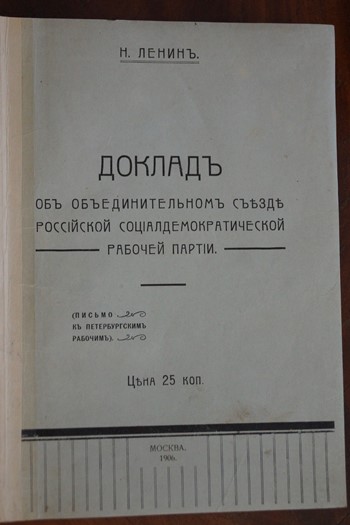 Н. ЛЕНИНЪ.
ДОКЛАДЪ
ОБЪ ОБЪЕДИНИТЕЛЬНОМЪ СЪѢЗДѢ
РОССІЙСКОЙ СОЦІАЛДЕМОКРАТИЧЕСКОЙ
РАБОЧЕЙ ПАРТІИ.
(ПИСЬМО
КЪ ПЕТЕРБУРГСКИМЪ
РАБОЧИМЪ).
Цѣна 25 коп.
МОСКВА.
1906.